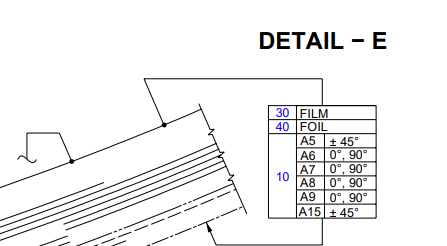 DETAIL – E
30 FILM
40 FOIL
10
A5 ± 45°
A6 0°, 90°
A7 0°, 90°
A8 0°, 90°
A9 0°, 90°
A15 ± 45°